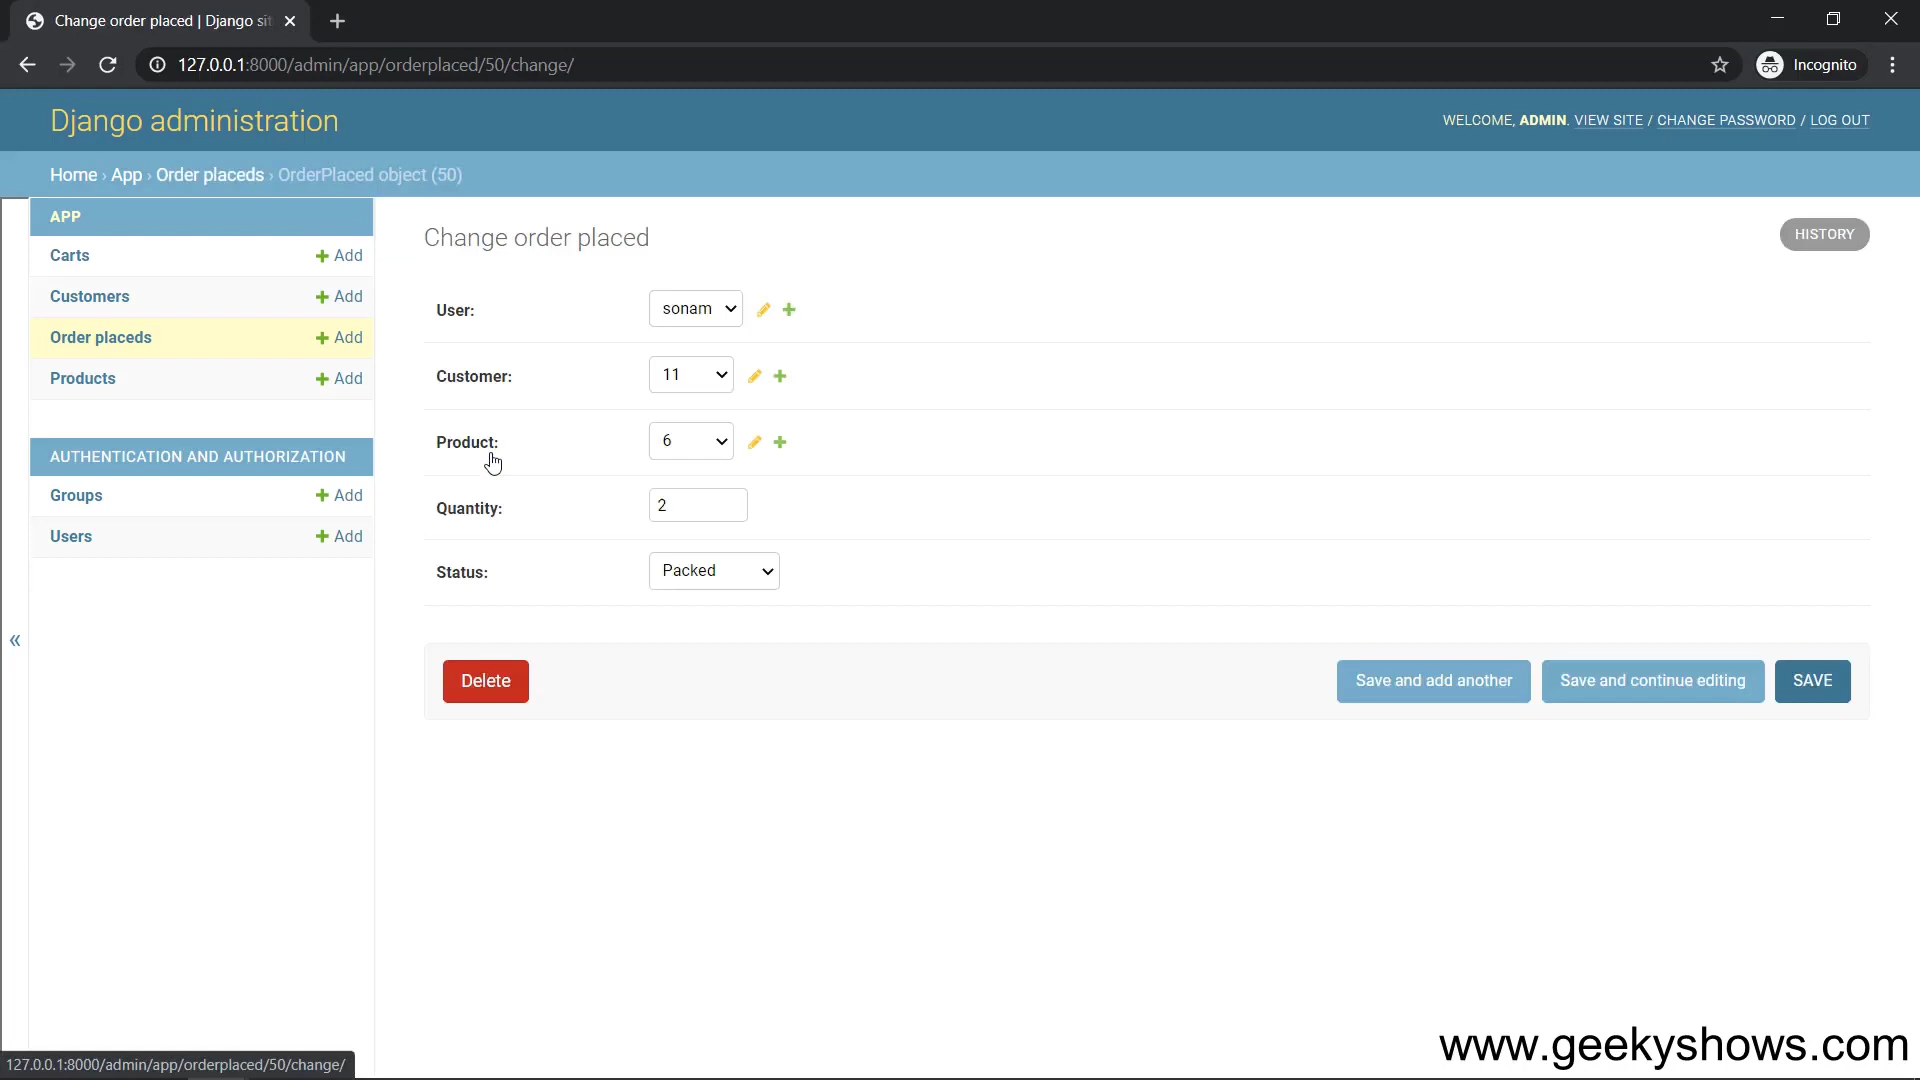 Change order placed | Django sit
127.0.0.1:8000/admin/app/orderplaced/50/change/
Incognito
Django administration
WELCOME, ADMIN. VIEW SITE / CHANGE PASSWORD / LOG OUT
Home › App › Order placeds › OrderPlaced object (50)
APP
Carts + Add
Customers + Add
Order placeds + Add
Products + Add
AUTHENTICATION AND AUTHORIZATION
Groups + Add
Users + Add
«
Change order placed
HISTORY
User: sonam
Customer: 11
Product: 6
Quantity: 2
Status: Packed
Delete
Save and add another
Save and continue editing
SAVE
www.geekyshows.com
127.0.0.1:8000/admin/app/orderplaced/50/change/